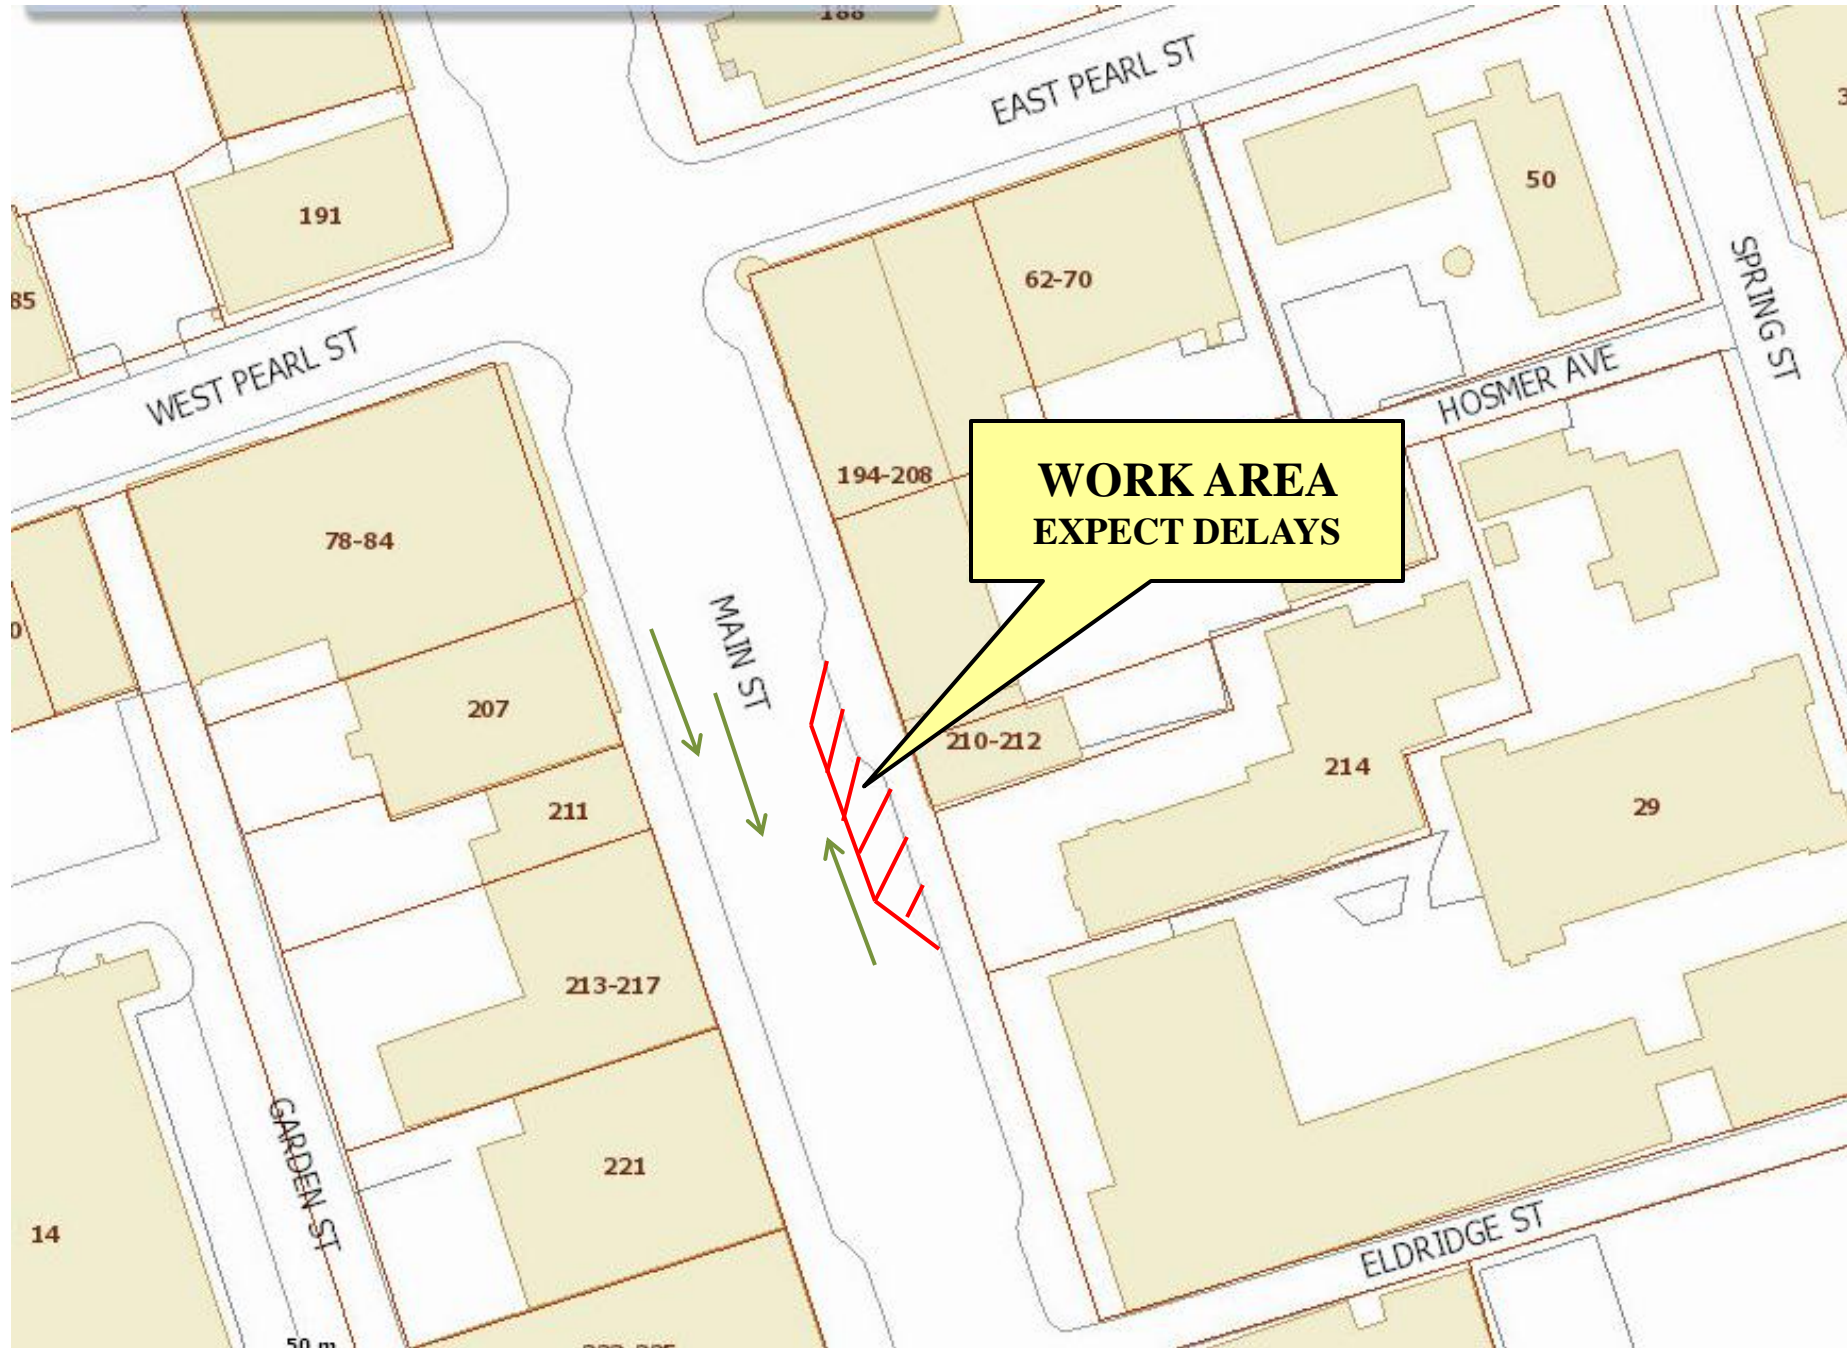 188
EAST PEARL ST
191
50
62-70
SPRING ST
85
WEST PEARL ST
HOSMER AVE
194-208
WORK AREA
EXPECT DELAYS
78-84
MAIN ST
207
210-212
214
211
29
213-217
GARDEN ST
221
14
ELDRIDGE ST
50 m